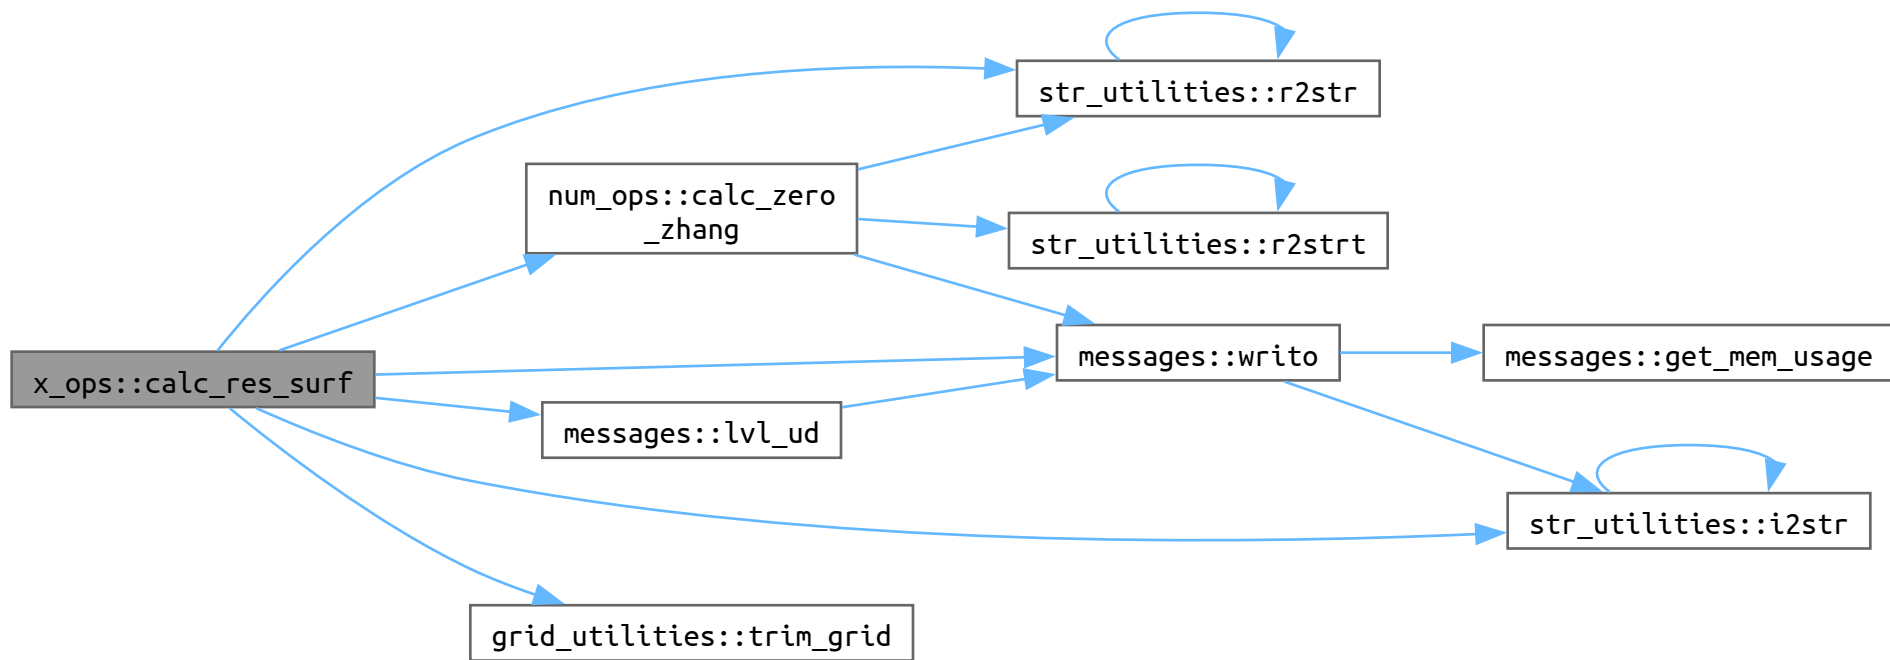 str_utilities::r2str
num_ops::calc_zero
_zhang
str_utilities::r2strt
messages::writo
messages::get_mem_usage
x_ops::calc_res_surf
messages::lvl_ud
str_utilities::i2str
grid_utilities::trim_grid